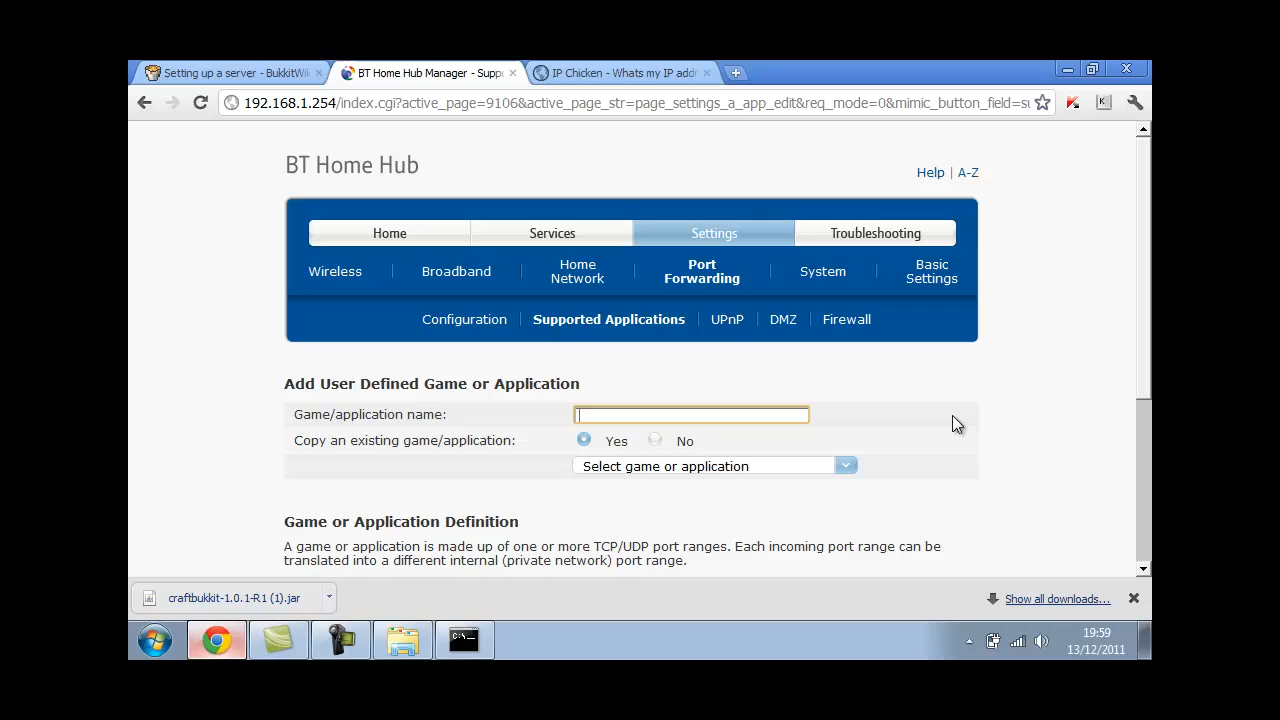 Setting up a server - BukkitWi
BT Home Hub Manager - Supp
IP Chicken - Whats my IP add
192.168.1.254/index.cgi?active_page=9106&active_page_str=page_settings_a_app_edit&req_mode=0&mimic_button_field=su
BT Home Hub
Help | A-Z
Home
Services
Settings
Troubleshooting
Wireless
Broadband
Home Network
Port Forwarding
System
Basic Settings
Configuration
Supported Applications
UPnP
DMZ
Firewall
Add User Defined Game or Application
Game/application name:
Copy an existing game/application:
Yes
No
Select game or application
Game or Application Definition
A game or application is made up of one or more TCP/UDP port ranges. Each incoming port range can be
translated into a different internal (private network) port range.
craftbukkit-1.0.1-R1 (1).jar
Show all downloads...
C:\_
19:59
13/12/2011